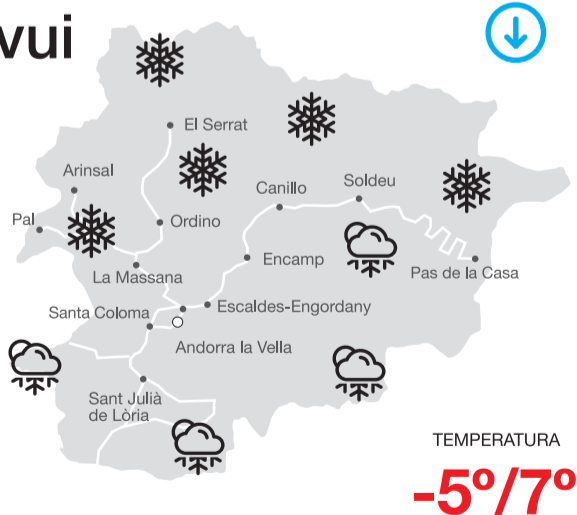 vui
El Serrat
Arinsal
Canillo
Soldeu
Pal
Ordino
Encamp
Pas de la Casa
La Massana
Santa Coloma
Escaldes-Engordany
Andorra la Vella
Sant Julià
de Lòria
TEMPERATURA
-5º/7º